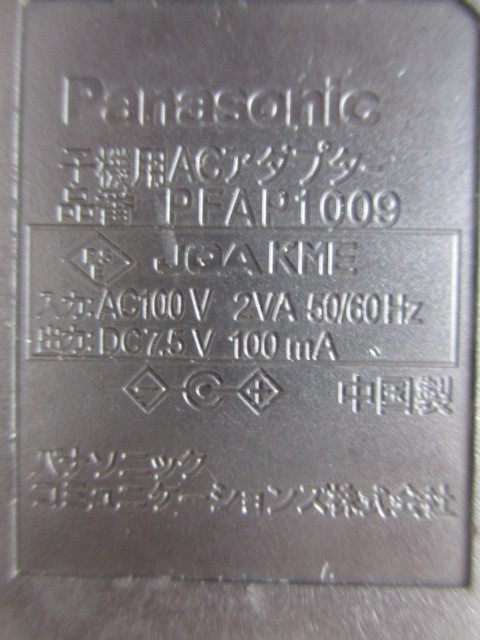 Panasonic
子機用ACアダプター
品番 PFAP1009
PSE JQA KME
入力:AC100V 2VA 50/60Hz
出力:DC7.5V 100mA
中国製
パナソニック
コミュニケーションズ株式会社